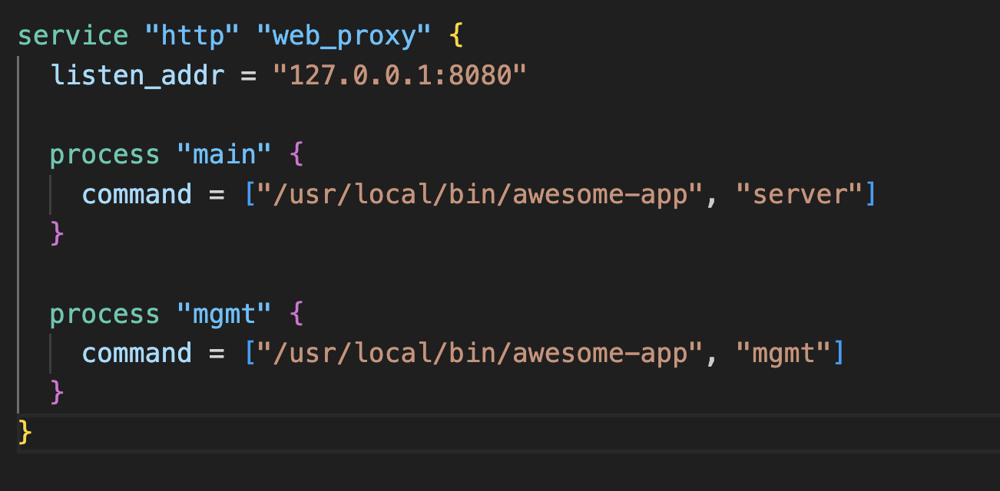 service "http" "web_proxy" {
  listen_addr = "127.0.0.1:8080"

  process "main" {
    command = ["/usr/local/bin/awesome-app", "server"]
  }

  process "mgmt" {
    command = ["/usr/local/bin/awesome-app", "mgmt"]
  }
}